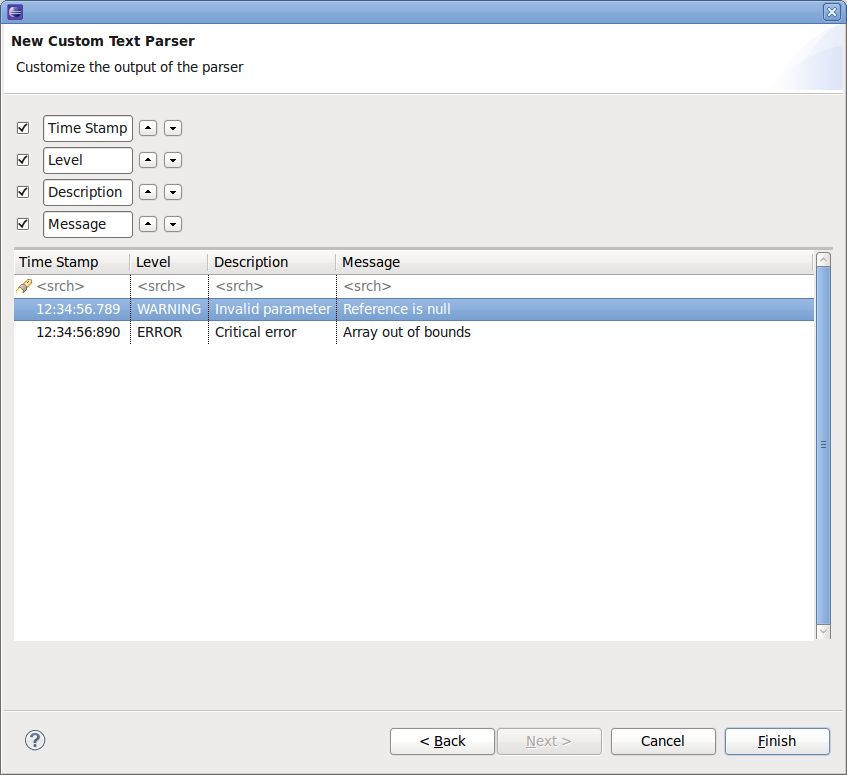 New Custom Text Parser
Customize the output of the parser
Time Stamp
Level
Description
Message
Time Stamp Level Description Message
<srch> <srch> <srch> <srch>
12:34:56.789 WARNING Invalid parameter Reference is null
12:34:56:890 ERROR Critical error Array out of bounds
? < Back Next > Cancel Finish